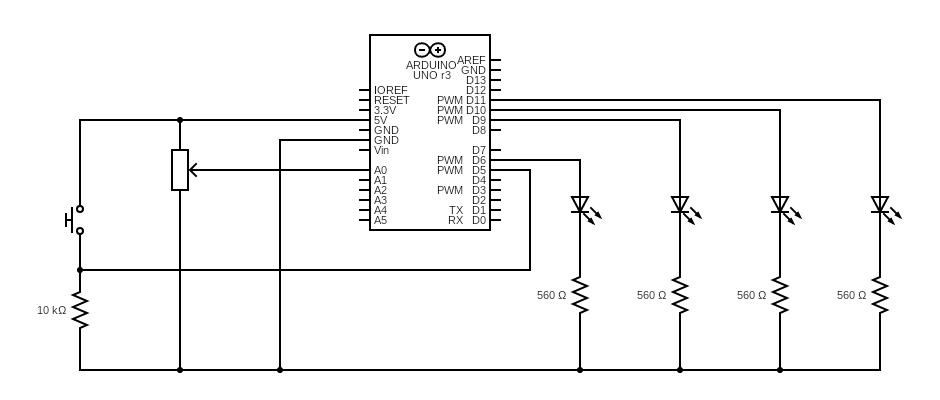 ARDUINO
UNO r3
IOREF
RESET
3.3V
5V
GND
GND
Vin
A0
A1
A2
A3
A4
A5
AREF
GND
D13
D12
PWM D11
PWM D10
PWM D9
D8
D7
PWM D6
PWM D5
D4
PWM D3
D2
TX D1
RX D0
10 kΩ
560 Ω
560 Ω
560 Ω
560 Ω